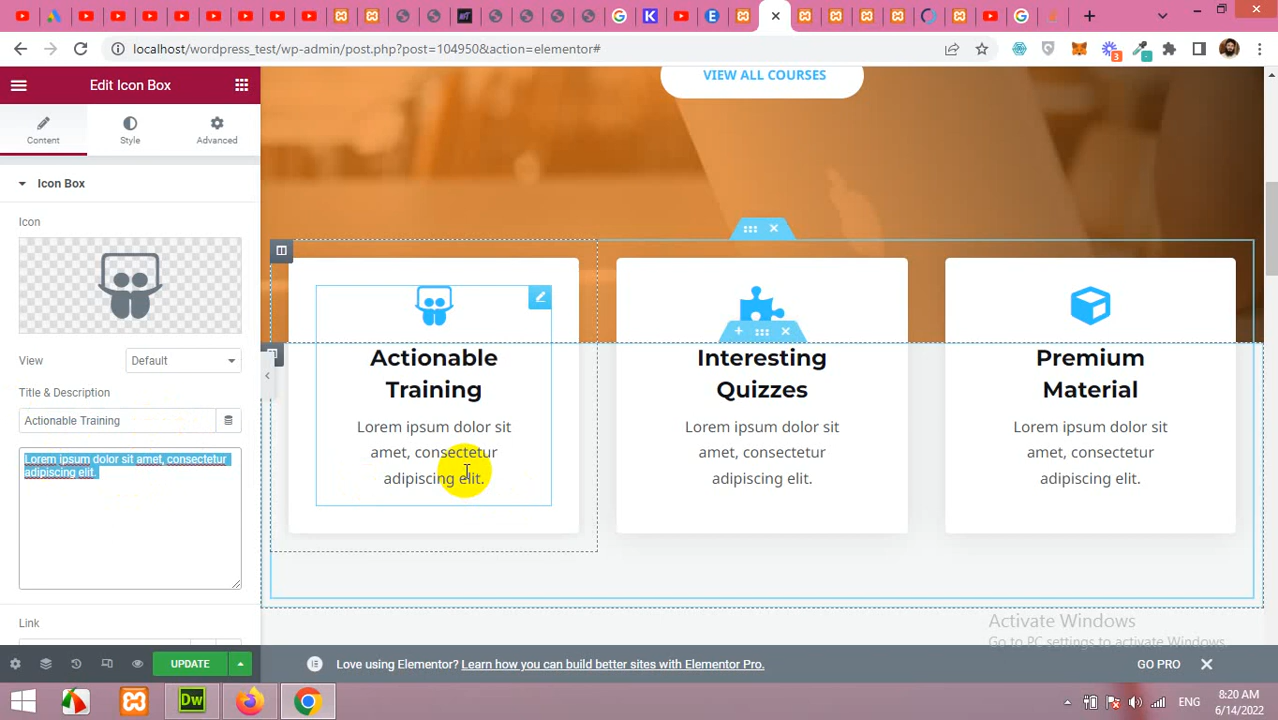 localhost/wordpress_test/wp-admin/post.php?post=104950&action=elementor#
3
Edit Icon Box
Content
Style
Advanced
Icon Box
Icon
View
Default
Title & Description
Actionable Training
Lorem ipsum dolor sit amet, consectetur
adipiscing elit.
Link
UPDATE
VIEW ALL COURSES
Actionable
Training
Lorem ipsum dolor sit
amet, consectetur
adipiscing elit.
Interesting
Quizzes
Lorem ipsum dolor sit
amet, consectetur
adipiscing elit.
Premium
Material
Lorem ipsum dolor sit
amet, consectetur
adipiscing elit.
Activate Windows
Go to PC settings to activate Windows.
Love using Elementor? Learn how you can build better sites with Elementor Pro.
GO PRO
Dw
ENG
8:20 AM
6/14/2022